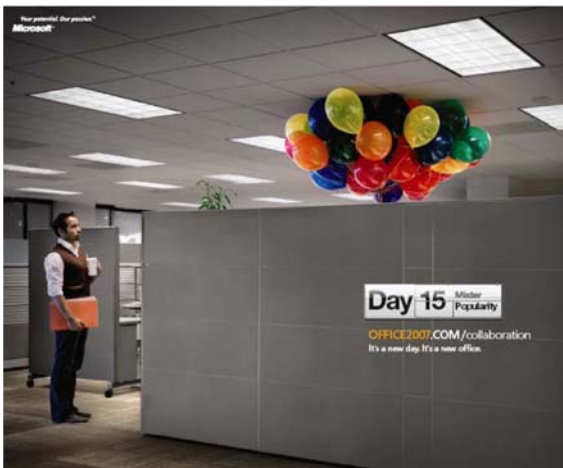 Your potential. Our passion.™
Microsoft®
Day 15 Mister
Popularity
OFFICE2007.COM/collaboration
It's a new day. It's a new office.